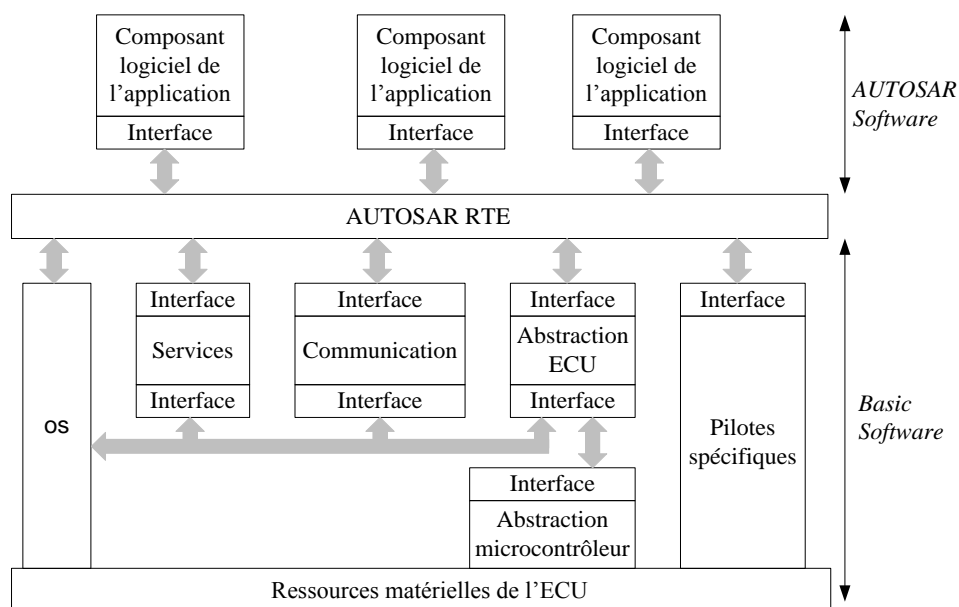 Composant
logiciel de
l'application
Interface
Composant
logiciel de
l'application
Interface
Composant
logiciel de
l'application
Interface
AUTOSAR
Software
AUTOSAR RTE
OS
Interface
Services
Interface
Interface
Communication
Interface
Interface
Abstraction
ECU
Interface
Interface
Pilotes
spécifiques
Basic
Software
Interface
Abstraction
microcontrôleur
Ressources matérielles de l'ECU